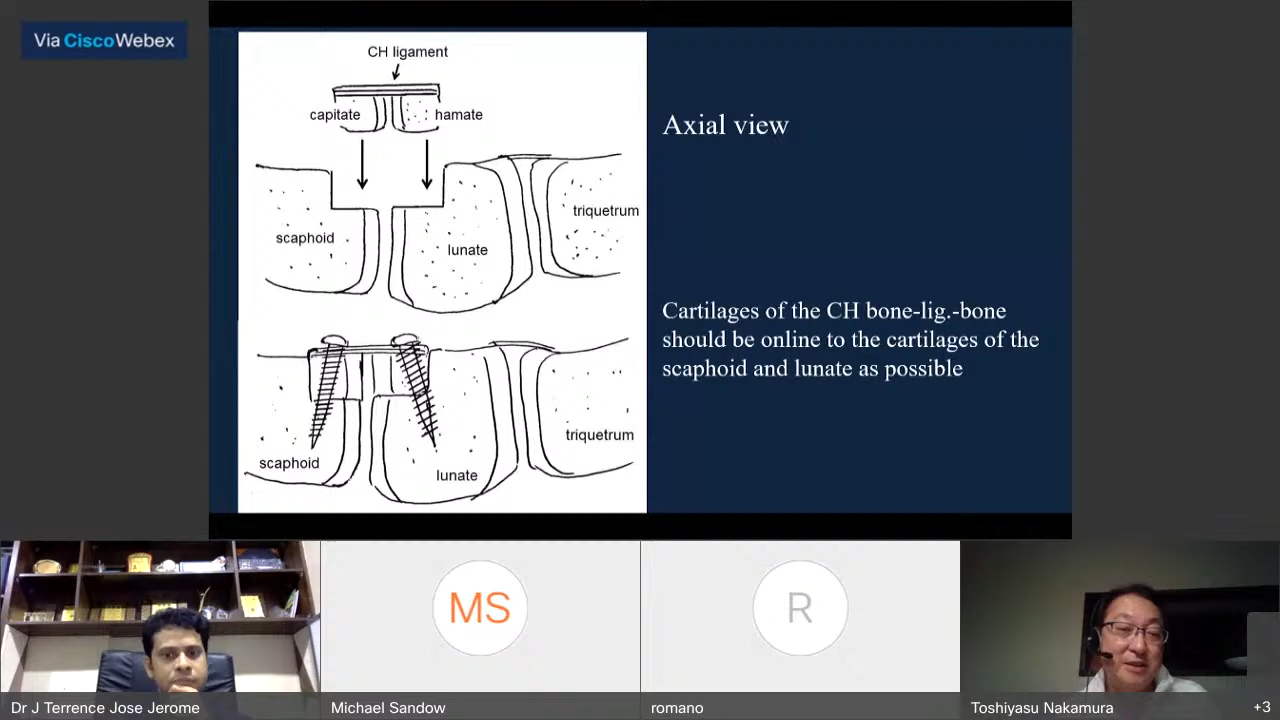 Via Cisco Webex
CH ligament
capitate
hamate
scaphoid
lunate
triquetrum
scaphoid
lunate
triquetrum
Axial view
Cartilages of the CH bone-lig.-bone
should be online to the cartilages of the
scaphoid and lunate as possible
MS
R
Dr J Terrence Jose Jerome
Michael Sandow
romano
Toshiyasu Nakamura
+3